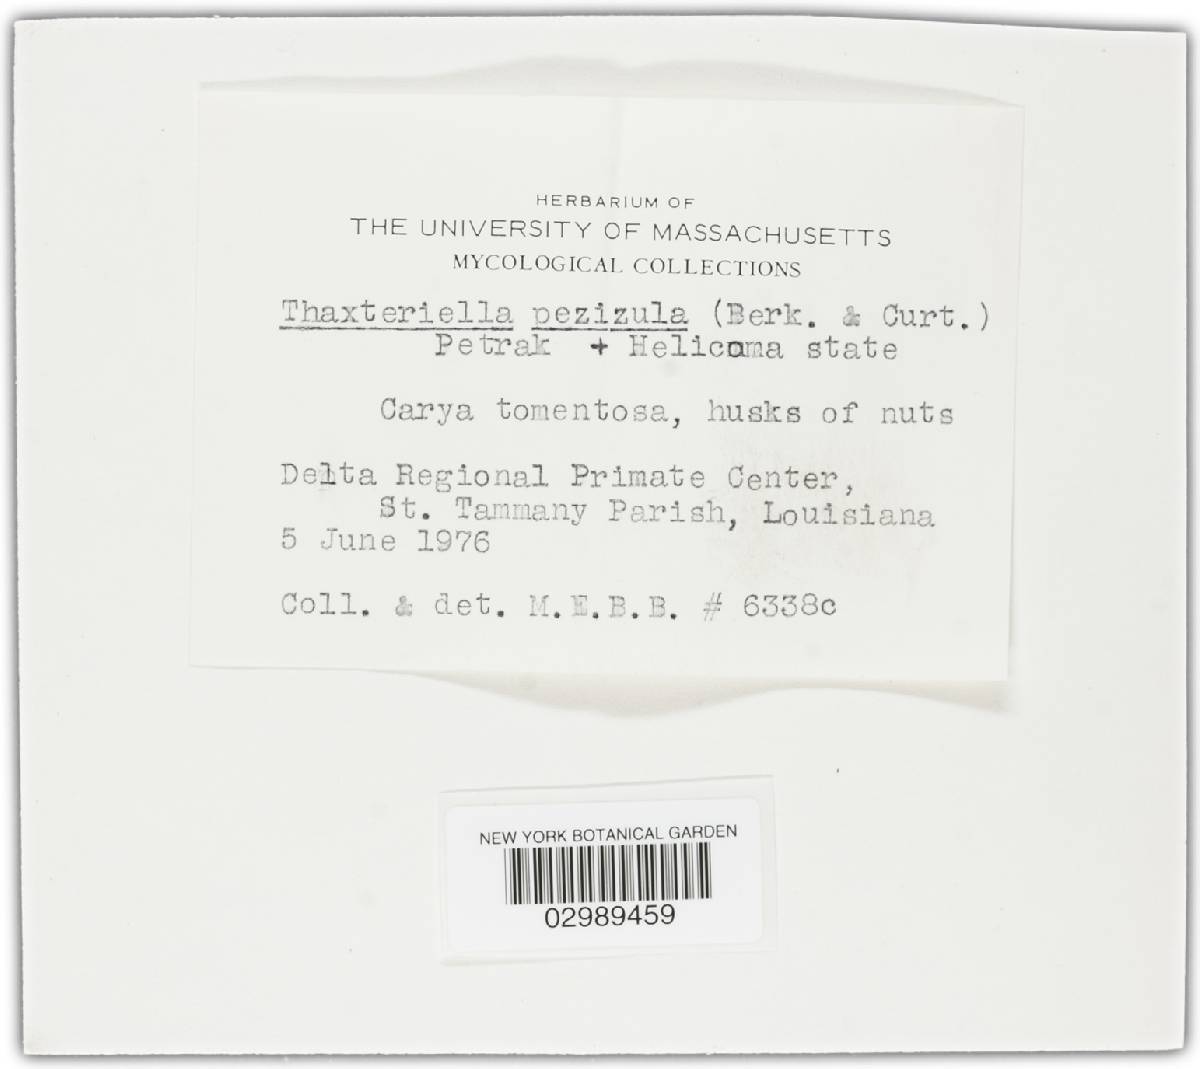 HERBARIUM OF
THE UNIVERSITY OF MASSACHUSETTS
MYCOLOGICAL COLLECTIONS
Thaxteriella pezizula (Berk. & Curt.)
Petrak + Helicoma state
Carya tomentosa, husks of nuts
Delta Regional Primate Center,
St. Tammany Parish, Louisiana
5 June 1976
Coll. & det. M.E.B.B. # 6338c
NEW YORK BOTANICAL GARDEN
02989459